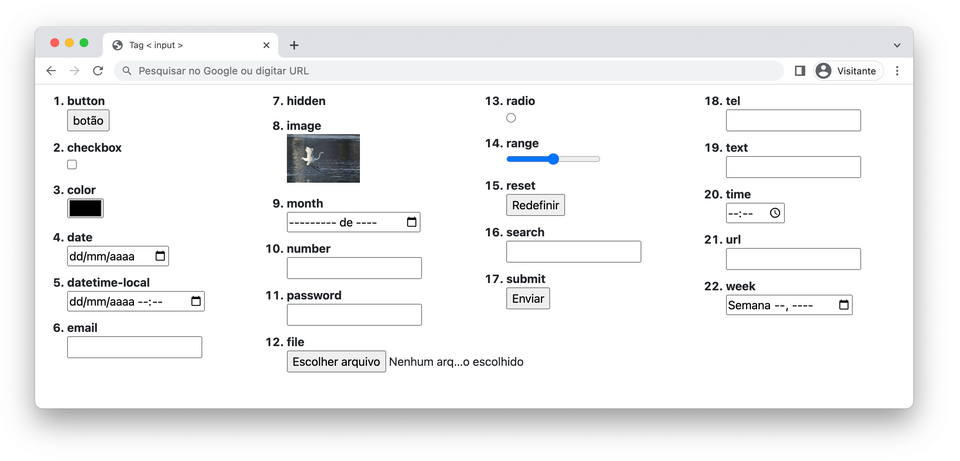 Tag < input >
Pesquisar no Google ou digitar URL
Visitante
1. button
botão
2. checkbox
3. color
4. date
dd/mm/aaaa
5. datetime-local
dd/mm/aaaa --:--
6. email
7. hidden
8. image
9. month
--------- de ----
10. number
11. password
12. file
Escolher arquivo Nenhum arq...o escolhido
13. radio
14. range
15. reset
Redefinir
16. search
17. submit
Enviar
18. tel
19. text
20. time
--:--
21. url
22. week
Semana --, ----